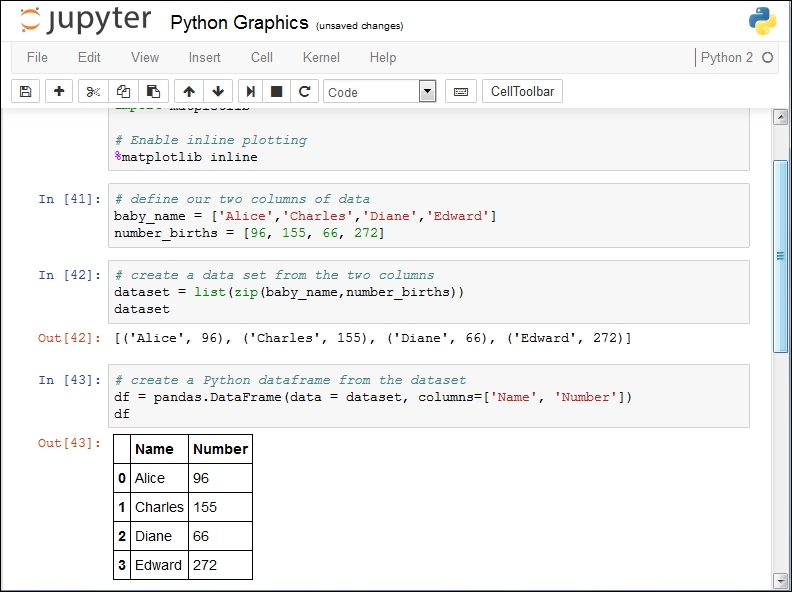 jupyter Python Graphics (unsaved changes)
File Edit View Insert Cell Kernel Help Python 2
Code CellToolbar
import matplotlib
# Enable inline plotting
%matplotlib inline
In [41]: # define our two columns of data
baby_name = ['Alice','Charles','Diane','Edward']
number_births = [96, 155, 66, 272]
In [42]: # create a data set from the two columns
dataset = list(zip(baby_name,number_births))
dataset
Out[42]: [('Alice', 96), ('Charles', 155), ('Diane', 66), ('Edward', 272)]
In [43]: # create a Python dataframe from the dataset
df = pandas.DataFrame(data = dataset, columns=['Name', 'Number'])
df
Out[43]:
Name Number
0 Alice 96
1 Charles 155
2 Diane 66
3 Edward 272